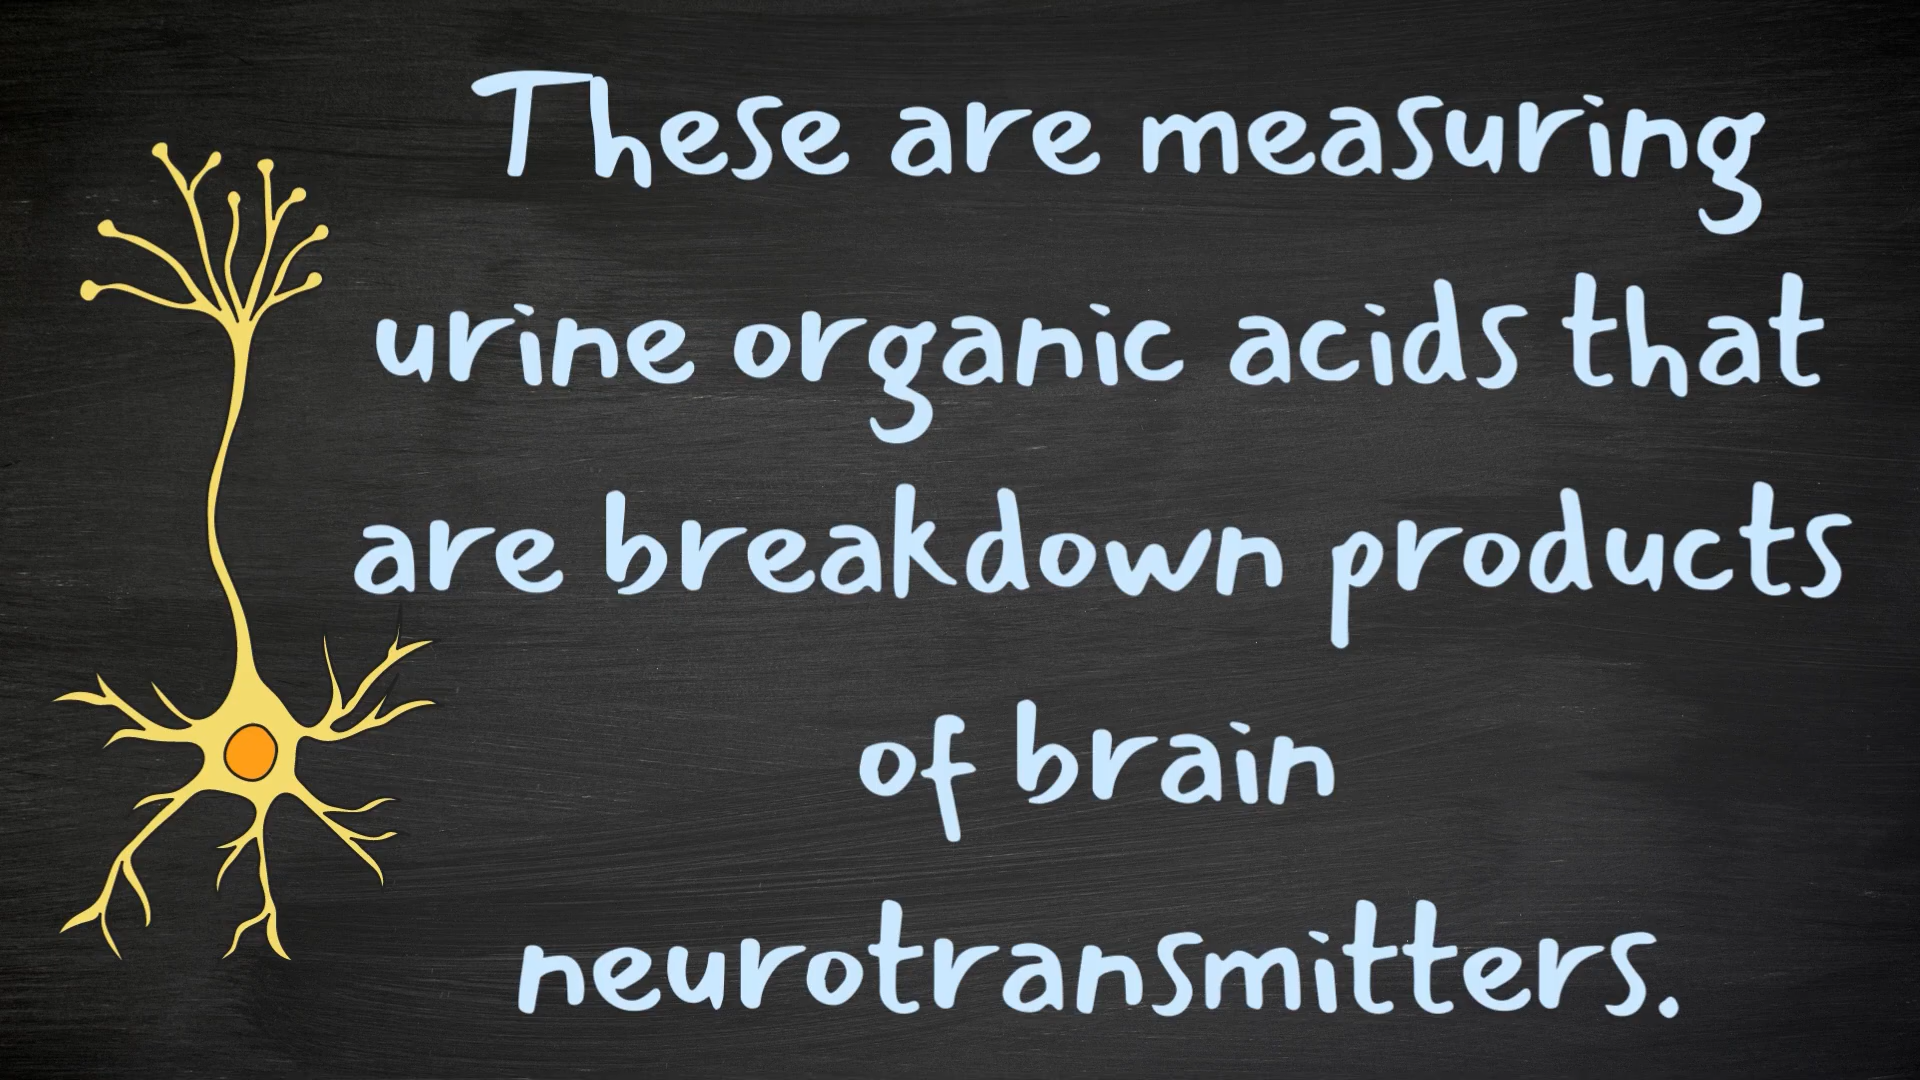 These are measuring
urine organic acids that
are breakdown products
of brain
neurotransmitters.